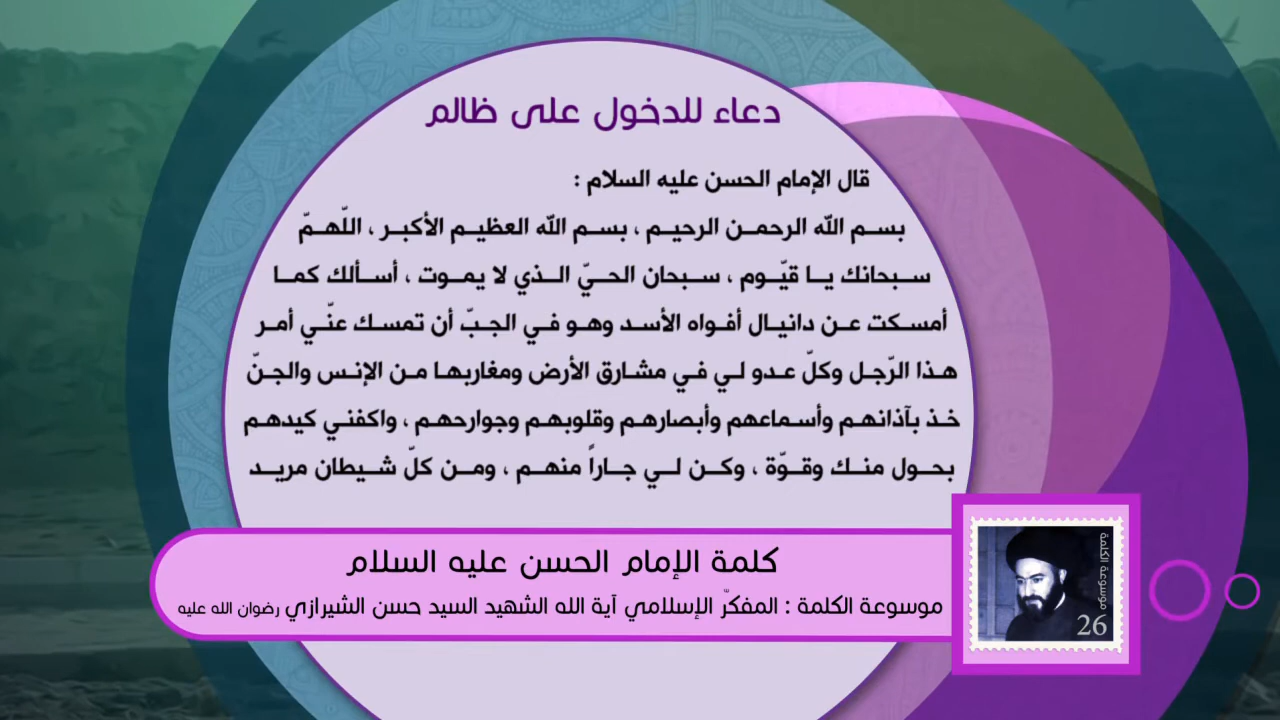 دعاء للدخول على ظالم
قال الإمام الحسن عليه السلام :
بسم الله الرحمن الرحيم ، بسم الله العظيم الأكبر ، اللّهمّ
سبحانك يا قيّوم ، سبحان الحيّ الذي لا يموت ، أسألك كما
أمسكت عن دانيال أفواه الأسد وهو في الجبّ أن تمسك عنّي أمر
هذا الرّجل وكلّ عدو لي في مشارق الأرض ومغاربها من الإنس والجنّ
خذ بآذانهم وأسماعهم وأبصارهم وقلوبهم وجوارحهم ، واكفني كيدهم
بحول منك وقوّة ، وكن لي جاراً منهم ، ومن كلّ شيطان مريد
كلمة الإمام الحسن عليه السلام
موسوعة الكلمة : المفكّر الإسلامي آية الله الشهيد السيد حسن الشيرازي رضوان الله عليه
موسوعة الكلمة
26